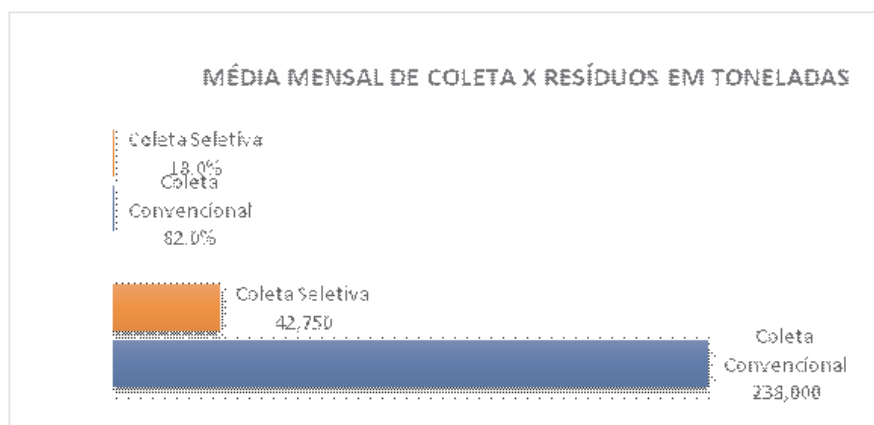 MÉDIA MENSAL DE COLETA X RESÍDUOS EM TONELADAS
Coleta Seletiva
18.0%
Coleta
Convencional
82.0%
Coleta Seletiva
42,750
Coleta
Convencional
238,000